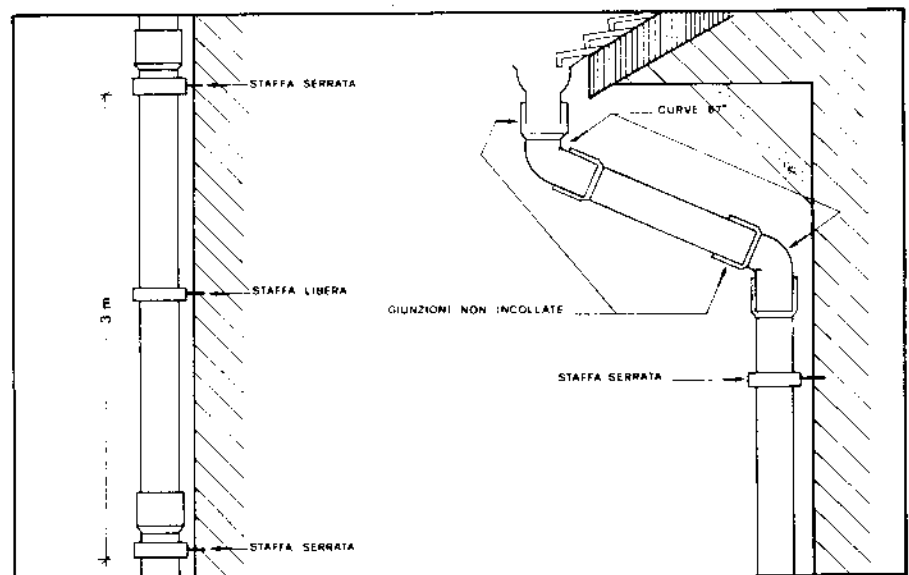 STAFFA SERRATA
STAFFA LIBERA
3 m
STAFFA SERRATA
CURVE 67°
GIUNZIONI NON INCOLLATE
STAFFA SERRATA